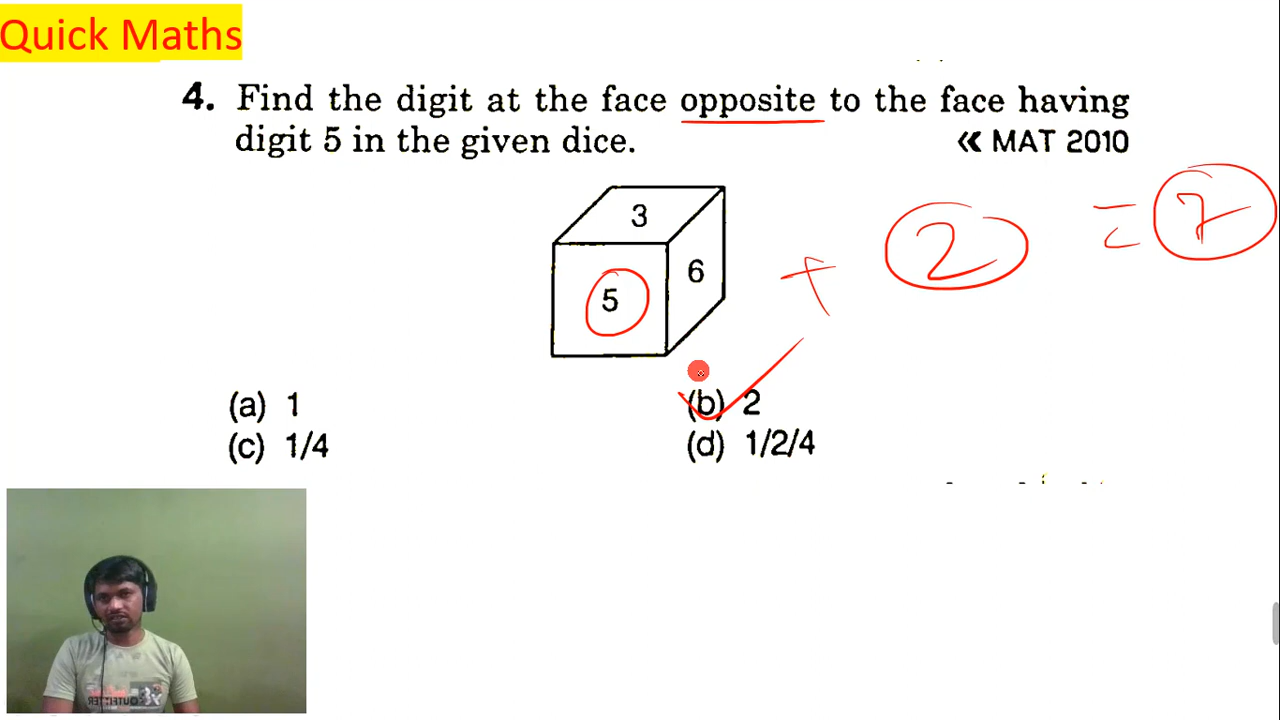 Quick Maths
4. Find the digit at the face opposite to the face having
digit 5 in the given dice. « MAT 2010
3
5
6
+ 2 = 7
(a) 1
(b) 2
(c) 1/4
(d) 1/2/4